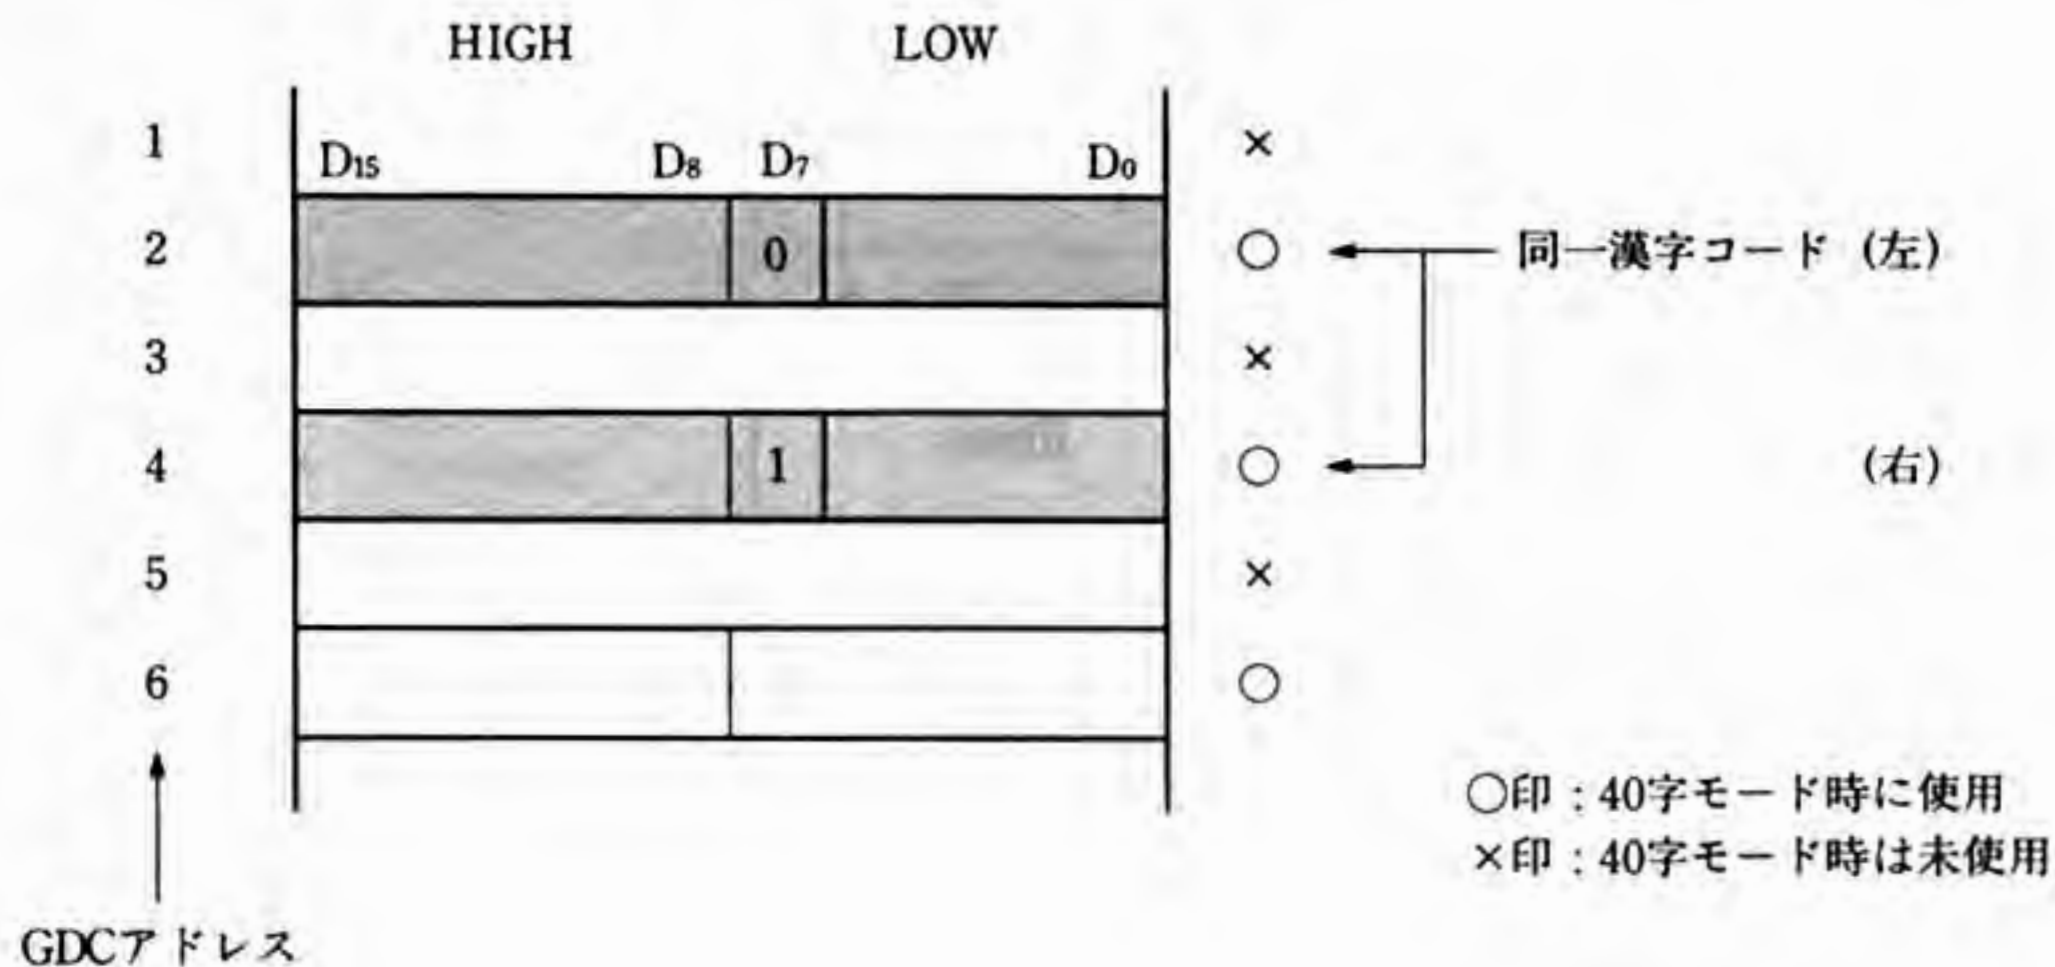 HIGH LOW
1 D15 D8 D7 D0 ×
2 0 ○ 同一漢字コード (左)
3 ×
4 1 ○ (右)
5 ×
6 ○
○印：40字モード時に使用
×印：40字モード時は未使用
GDCアドレス